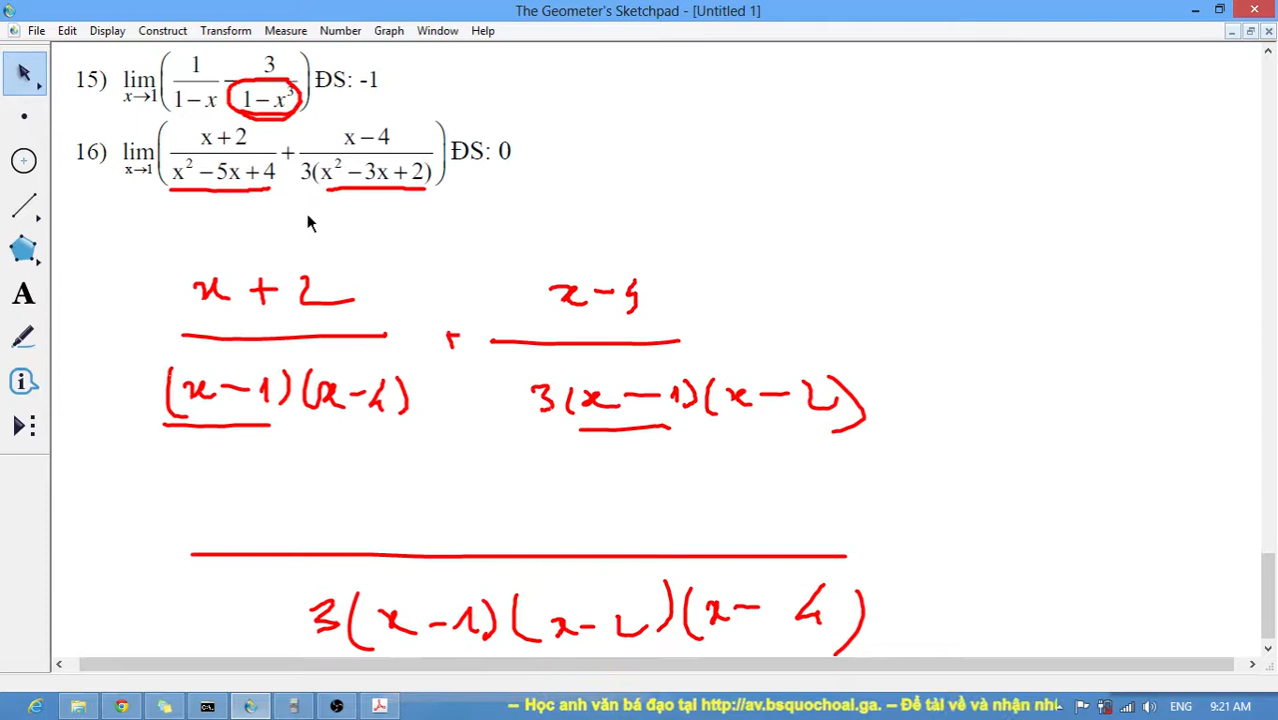 The Geometer's Sketchpad - [Untitled 1]
File Edit Display Construct Transform Measure Number Graph Window Help
15) lim x→1 ( 1/(1 – x) – 3/(1 – x³) ) ĐS: -1
16) lim x→1 ( (x + 2)/(x² – 5x + 4) + (x – 4)/(3(x² – 3x + 2)) ) ĐS: 0
x + 2 x – 4
+
(x – 1)(x – 4) 3(x – 1)(x – 2)
3(x – 1)(x – 2)(x – 4)
A
-- Học anh văn bá đạo tại http://av.bsquochoai.ga. -- Để tải về và nhận nhi
ENG 9:21 AM